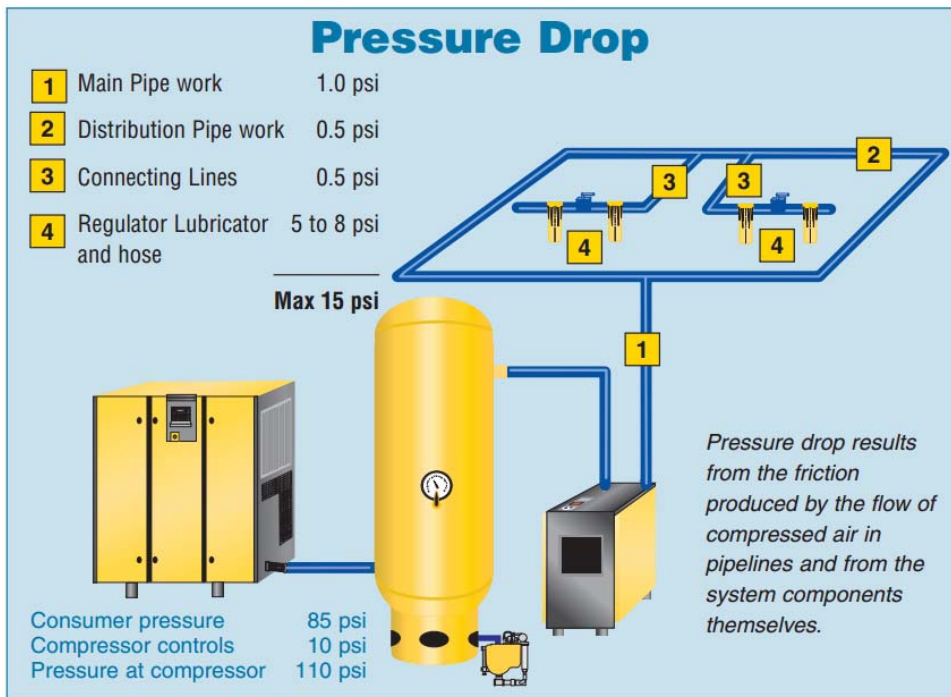 Pressure Drop
1 Main Pipe work 1.0 psi
2 Distribution Pipe work 0.5 psi
3 Connecting Lines 0.5 psi
4 Regulator Lubricator 5 to 8 psi
and hose
Max 15 psi
2
3 3
4 4
1
Pressure drop results
from the friction
produced by the flow of
compressed air in
pipelines and from the
system components
themselves.
Consumer pressure 85 psi
Compressor controls 10 psi
Pressure at compressor 110 psi